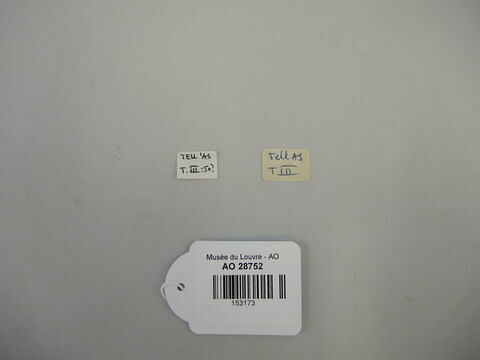 TELL 'AS
T. III :50?
Tell AS
T III
Musée du Louvre - AO
AO 28752
153173